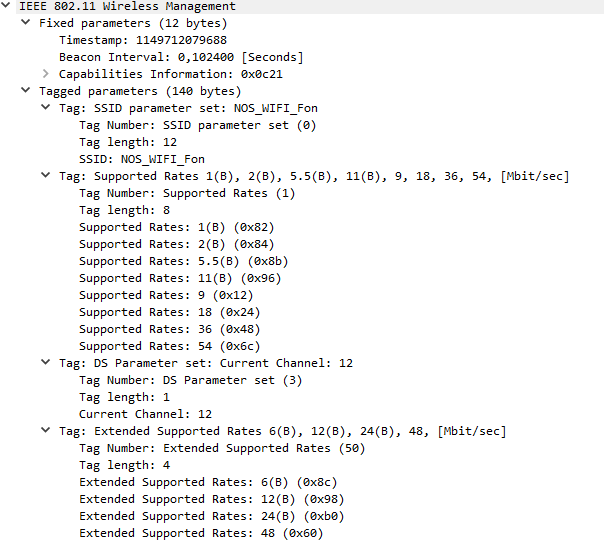 IEEE 802.11 Wireless Management
Fixed parameters (12 bytes)
Timestamp: 1149712079688
Beacon Interval: 0,102400 [Seconds]
Capabilities Information: 0x0c21
Tagged parameters (140 bytes)
Tag: SSID parameter set: NOS_WIFI_Fon
Tag Number: SSID parameter set (0)
Tag length: 12
SSID: NOS_WIFI_Fon
Tag: Supported Rates 1(B), 2(B), 5.5(B), 11(B), 9, 18, 36, 54, [Mbit/sec]
Tag Number: Supported Rates (1)
Tag length: 8
Supported Rates: 1(B) (0x82)
Supported Rates: 2(B) (0x84)
Supported Rates: 5.5(B) (0x8b)
Supported Rates: 11(B) (0x96)
Supported Rates: 9 (0x12)
Supported Rates: 18 (0x24)
Supported Rates: 36 (0x48)
Supported Rates: 54 (0x6c)
Tag: DS Parameter set: Current Channel: 12
Tag Number: DS Parameter set (3)
Tag length: 1
Current Channel: 12
Tag: Extended Supported Rates 6(B), 12(B), 24(B), 48, [Mbit/sec]
Tag Number: Extended Supported Rates (50)
Tag length: 4
Extended Supported Rates: 6(B) (0x8c)
Extended Supported Rates: 12(B) (0x98)
Extended Supported Rates: 24(B) (0xb0)
Extended Supported Rates: 48 (0x60)